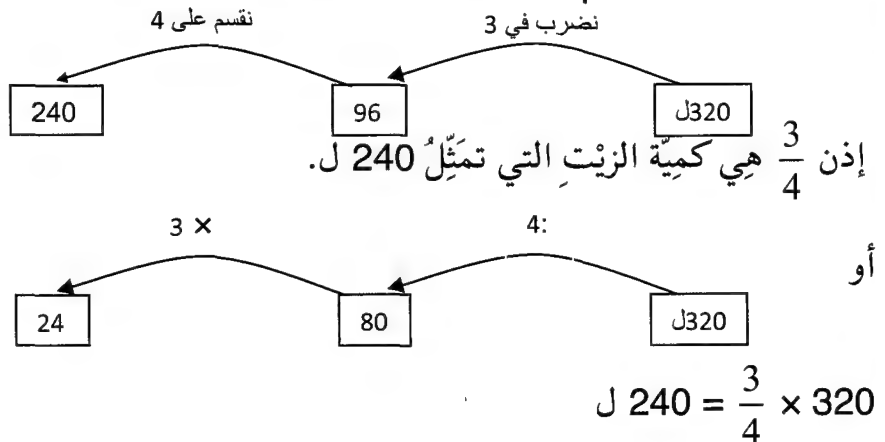 نضرب في 3 نقسم على 4
320ل 96 240
إذن 3/4 هِي كمِيّة الزيْتِ التي تمَثِّلُ 240 ل.
أو
:4 × 3
320ل 80 24
320 × 3/4 = 240 ل